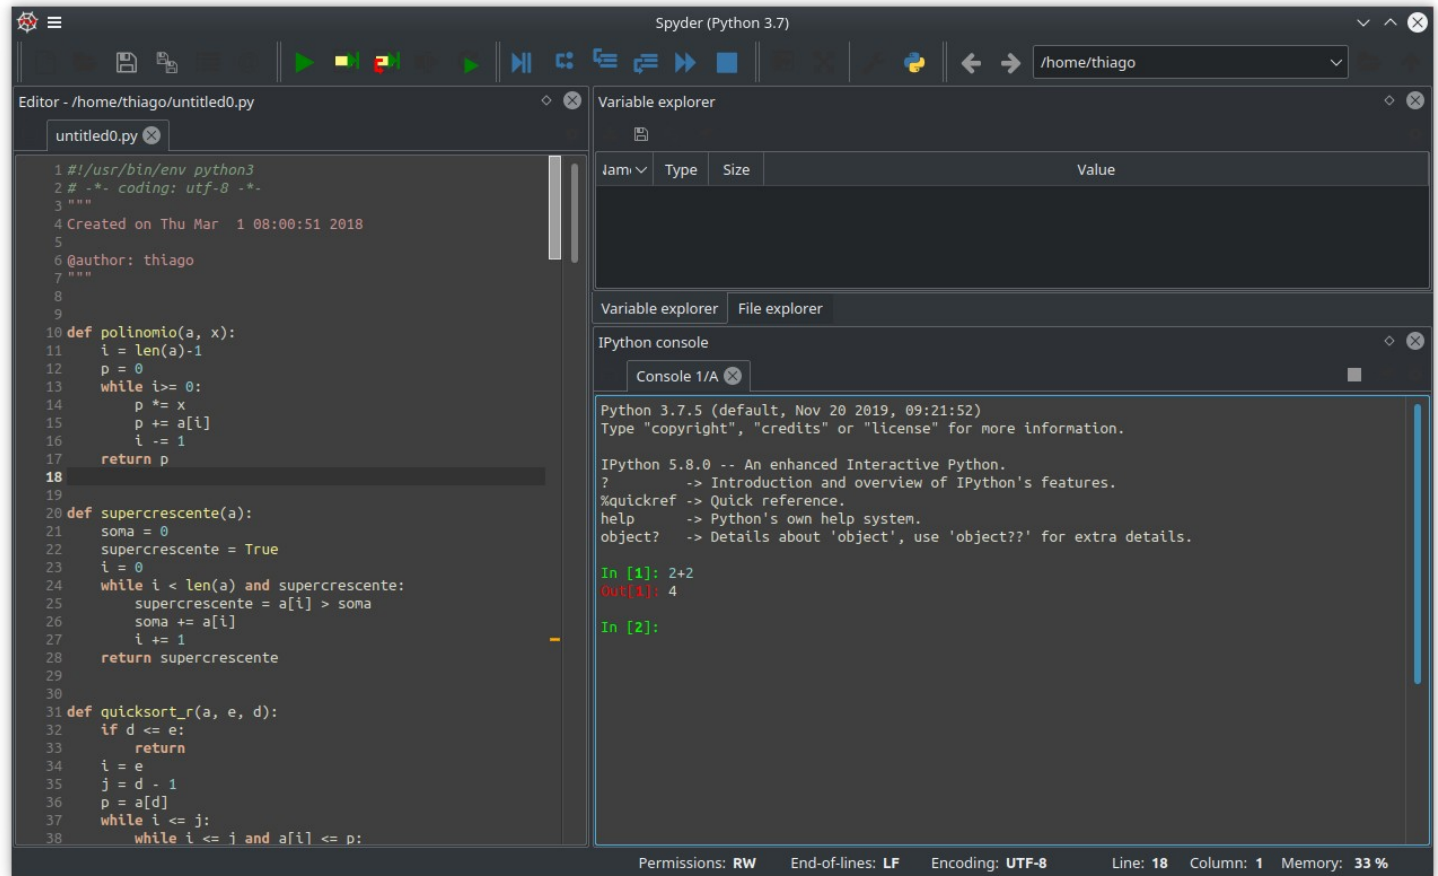 Spyder (Python 3.7)
/home/thiago
Editor - /home/thiago/untitled0.py
untitled0.py
1 #!/usr/bin/env python3
2 # -*- coding: utf-8 -*-
3 """
4 Created on Thu Mar  1 08:00:51 2018
5
6 @author: thiago
7 """
8
9
10 def polinomio(a, x):
11     i = len(a)-1
12     p = 0
13     while i>= 0:
14         p *= x
15         p += a[i]
16         i -= 1
17     return p
18
19
20 def supercrescente(a):
21     soma = 0
22     supercrescente = True
23     i = 0
24     while i < len(a) and supercrescente:
25         supercrescente = a[i] > soma
26         soma += a[i]
27         i += 1
28     return supercrescente
29
30
31 def quicksort_r(a, e, d):
32     if d <= e:
33         return
34     i = e
35     j = d - 1
36     p = a[d]
37     while i <= j:
38         while i <= j and a[i] <= p:
Variable explorer
Type Size Value
Variable explorer File explorer
IPython console
Console 1/A
Python 3.7.5 (default, Nov 20 2019, 09:21:52)
Type "copyright", "credits" or "license" for more information.
IPython 5.8.0 -- An enhanced Interactive Python.
?         -> Introduction and overview of IPython's features.
%quickref -> Quick reference.
help      -> Python's own help system.
object?   -> Details about 'object', use 'object??' for extra details.
In [1]: 2+2
Out[1]: 4
In [2]:
Permissions: RW End-of-lines: LF Encoding: UTF-8 Line: 18 Column: 1 Memory: 33 %